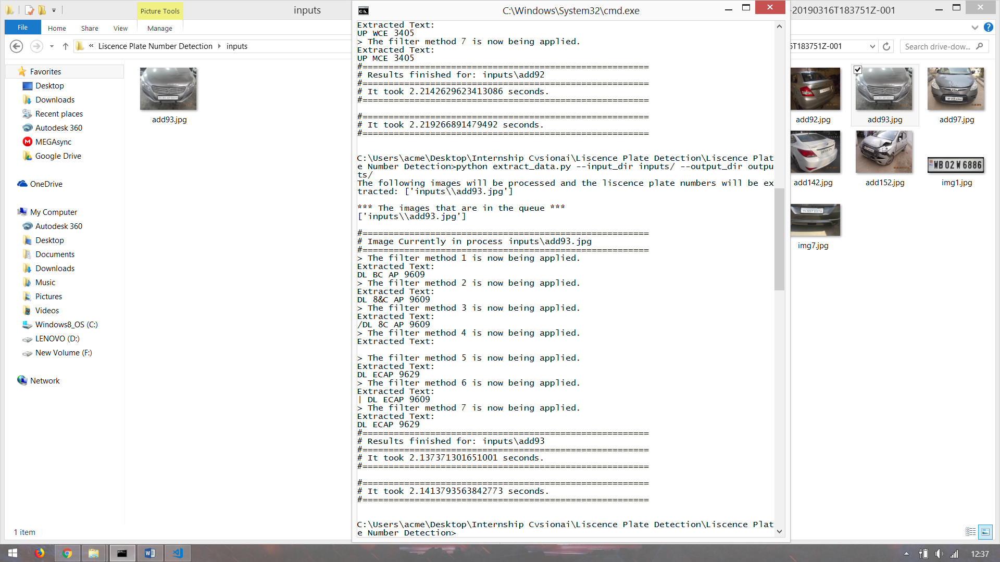 Picture Tools
inputs
File
Home
Share
View
Manage
« Liscence Plate Number Detection
inputs
Favorites
Desktop
Downloads
Recent places
Autodesk 360
MEGAsync
Google Drive
OneDrive
My Computer
Autodesk 360
Desktop
Documents
Downloads
Music
Pictures
Videos
Windows8_OS (C:)
LENOVO (D:)
New Volume (F:)
Network
1 item
add93.jpg
C:\Windows\System32\cmd.exe
Extracted Text:
UP WCE 3405
> The filter method 7 is now being applied.
Extracted Text:
UP MCE 3405
#=======================================================
# Results finished for: inputs\add92
#=======================================================
# It took 2.2142629623413086 seconds.
#=======================================================
#=======================================================
# It took 2.219266891479492 seconds.
#=======================================================
C:\Users\acme\Desktop\Internship Cvsionai\Liscence Plate Detection\Liscence Plat
e Number Detection>python extract_data.py --input_dir inputs/ --output_dir outpu
ts/
The following images will be processed and the liscence plate numbers will be ex
tracted: ['inputs\\add93.jpg']
*** The images that are in the queue ***
['inputs\\add93.jpg']
#=======================================================
# Image Currently in process inputs\add93.jpg
#=======================================================
> The filter method 1 is now being applied.
Extracted Text:
DL BC AP 9609
> The filter method 2 is now being applied.
Extracted Text:
DL 8&C AP 9609
> The filter method 3 is now being applied.
Extracted Text:
/DL 8C AP 9609
> The filter method 4 is now being applied.
Extracted Text:
> The filter method 5 is now being applied.
Extracted Text:
DL ECAP 9629
> The filter method 6 is now being applied.
Extracted Text:
| DL ECAP 9609
> The filter method 7 is now being applied.
Extracted Text:
DL ECAP 9629
#=======================================================
# Results finished for: inputs\add93
#=======================================================
# It took 2.137371301651001 seconds.
#=======================================================
#=======================================================
# It took 2.1413793563842773 seconds.
#=======================================================
C:\Users\acme\Desktop\Internship Cvsionai\Liscence Plate Detection\Liscence Plat
e Number Detection>
-20190316T183751Z-001
6T183751Z-001
Search drive-dow...
add92.jpg
add93.jpg
add97.jpg
add142.jpg
add152.jpg
WB 02 W 6886
img1.jpg
img7.jpg
12:37